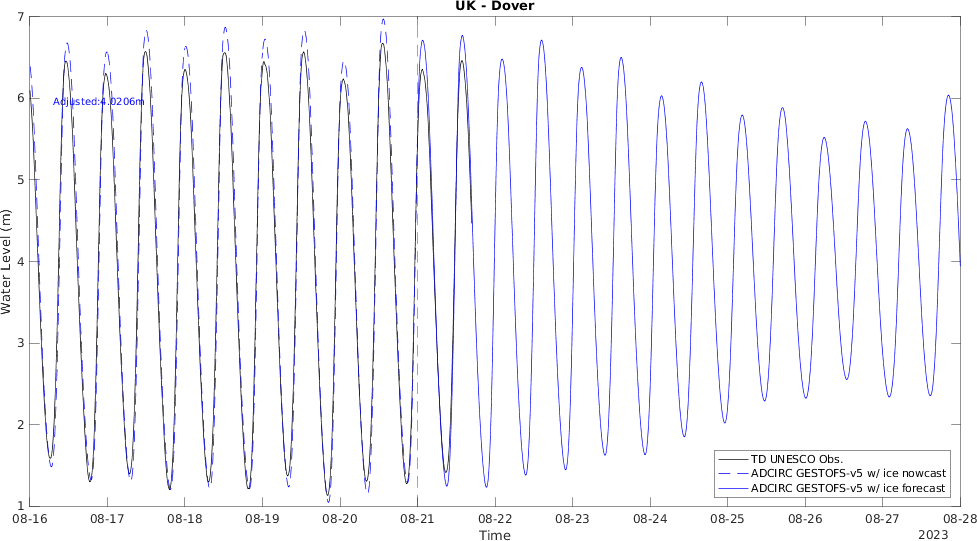 UK - Dover
7
6
5
4
3
2
1
Water Level (m)
Adjusted:4.0206m
TD UNESCO Obs.
ADCIRC GESTOFS-v5 w/ ice nowcast
ADCIRC GESTOFS-v5 w/ ice forecast
08-16 08-17 08-18 08-19 08-20 08-21 08-22 08-23 08-24 08-25 08-26 08-27 08-28
Time
2023